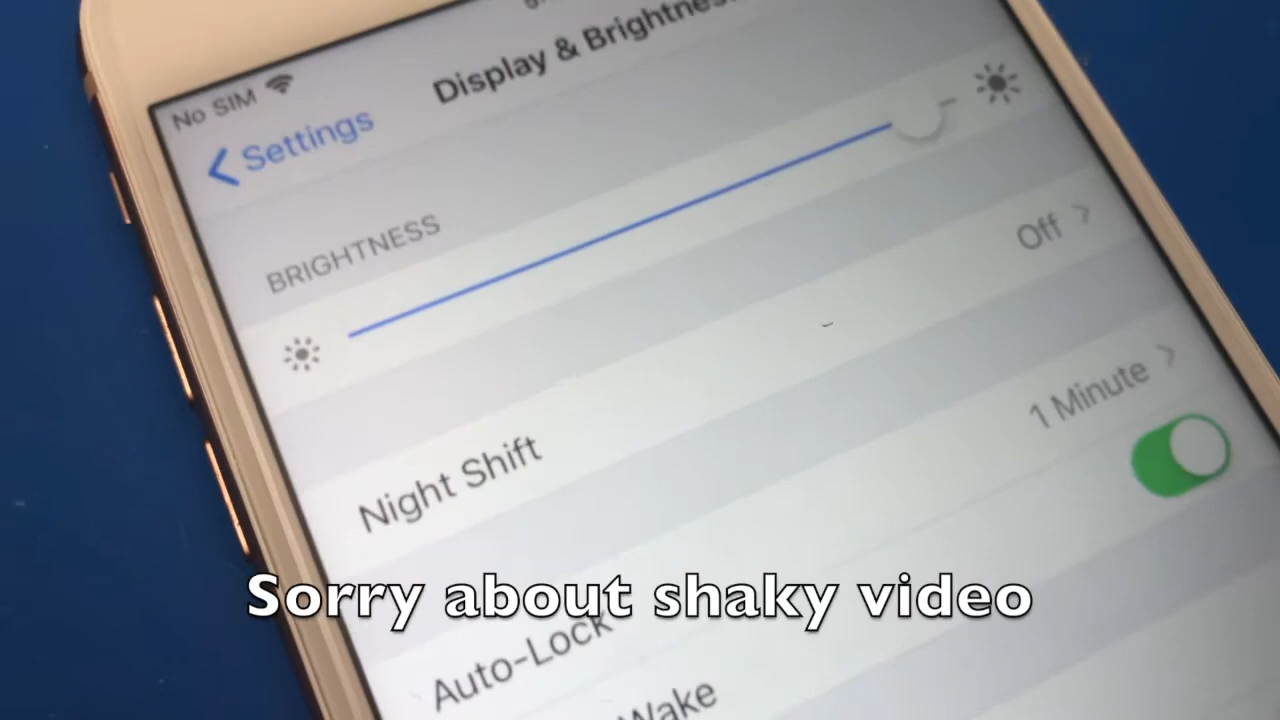 No SIM
Display & Brightness
Settings
BRIGHTNESS
Off
Night Shift
1 Minute
Auto-Lock
Wake
Sorry about shaky video